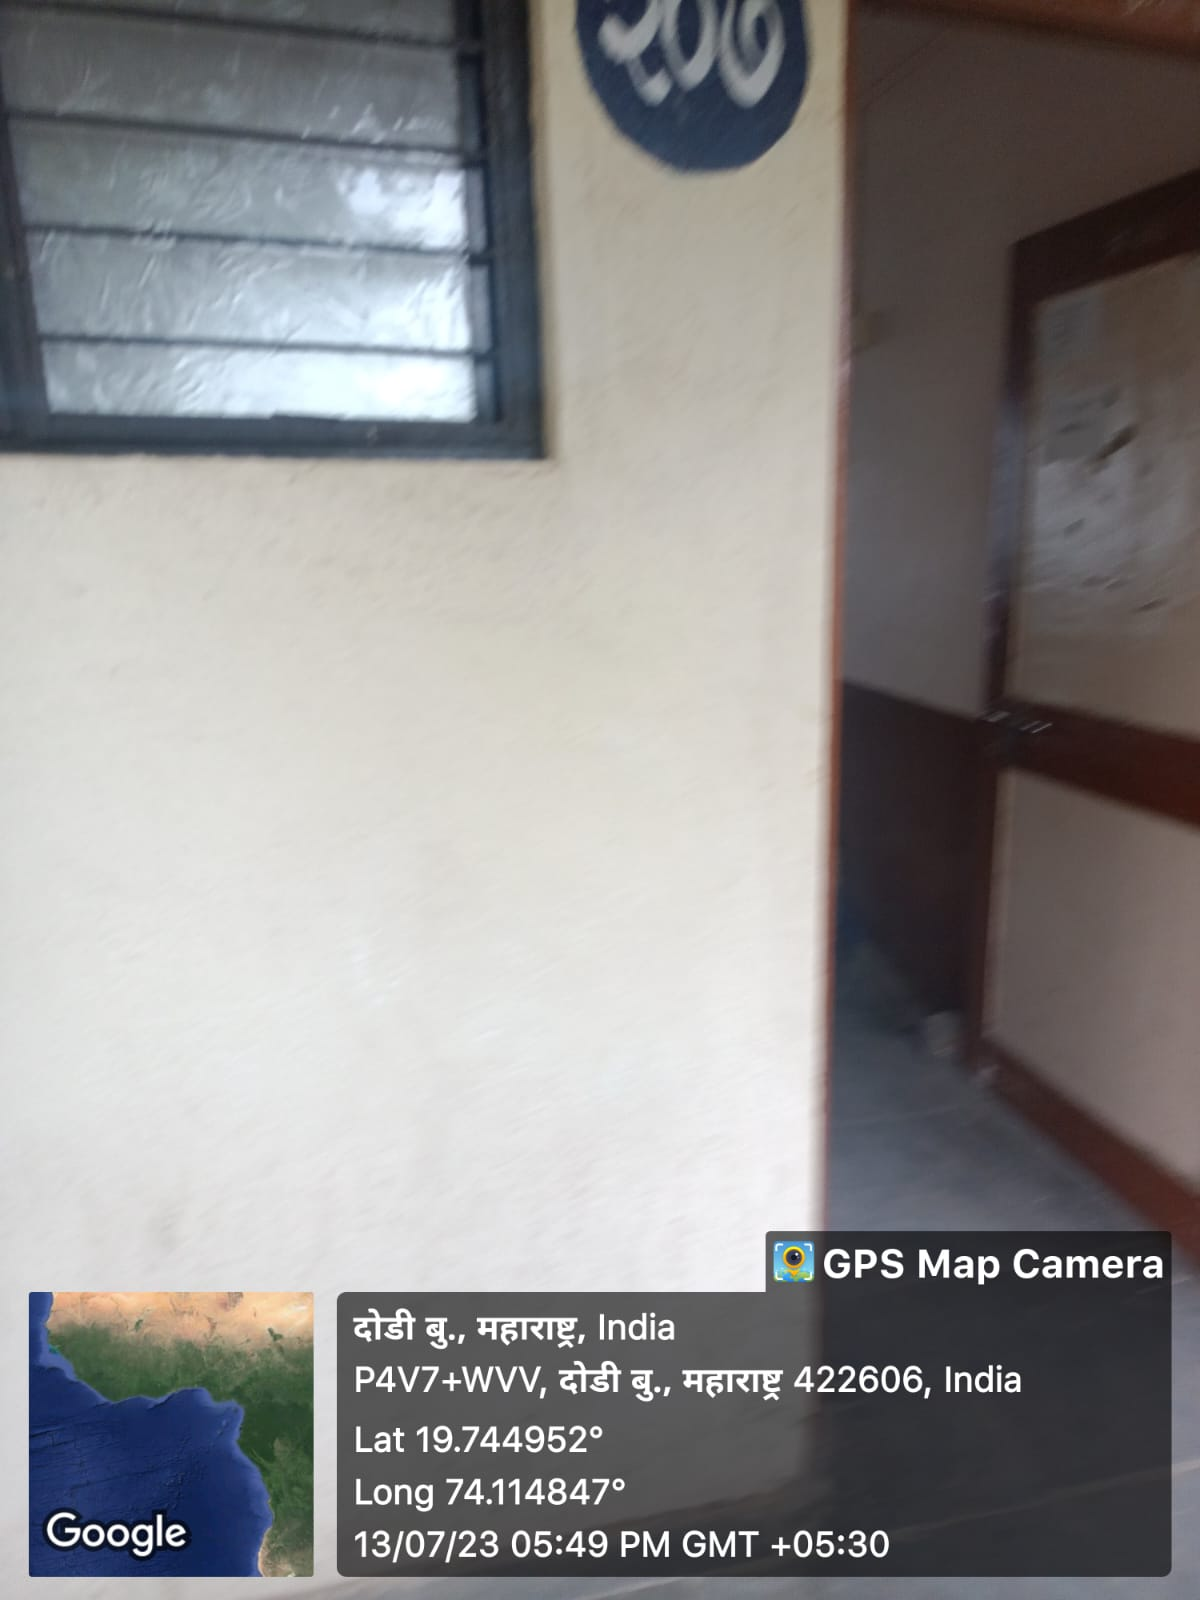 २०७
GPS Map Camera
दोडी बु., महाराष्ट्र, India
P4V7+WVV, दोडी बु., महाराष्ट्र 422606, India
Lat 19.744952°
Long 74.114847°
13/07/23 05:49 PM GMT +05:30
Google